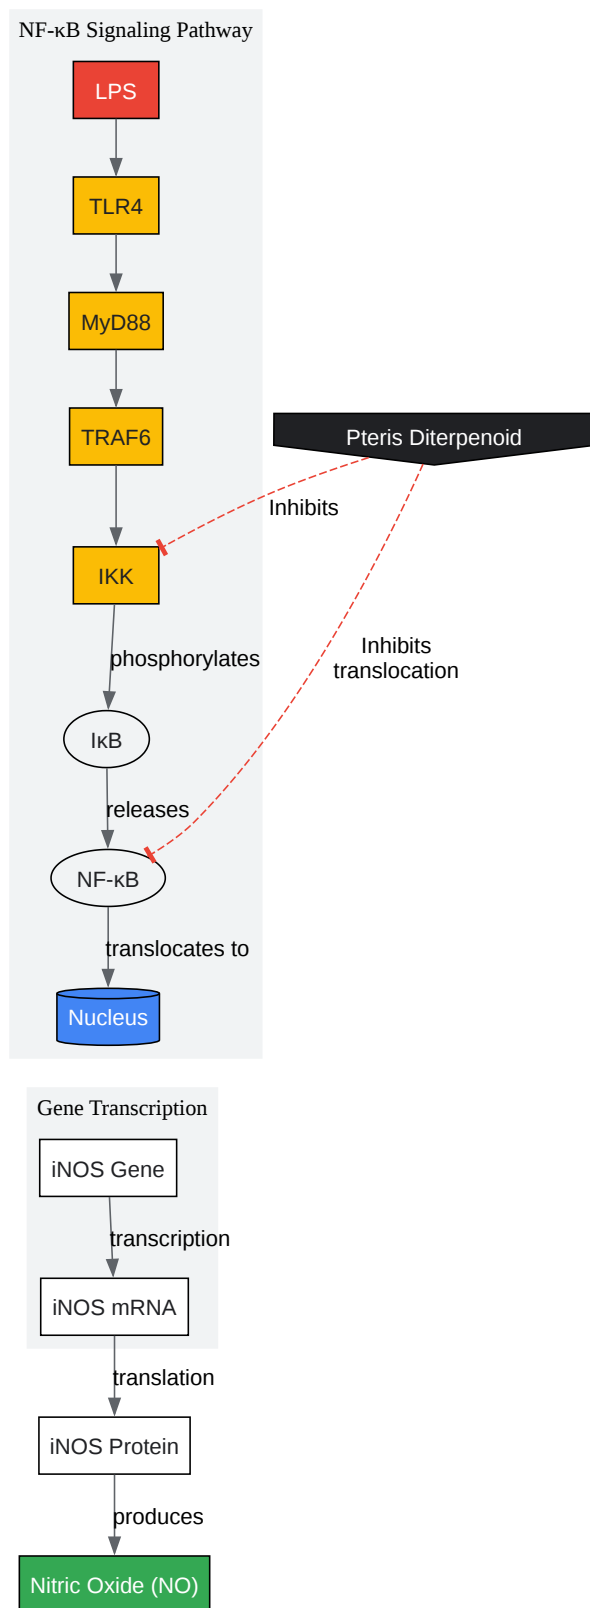 NF-κB Signaling Pathway
LPS
TLR4
MyD88
TRAF6
Pteris Diterpenoid
Inhibits
IKK
Inhibits
translocation
phosphorylates
IκB
releases
NF-κB
translocates to
Nucleus
Gene Transcription
iNOS Gene
transcription
iNOS mRNA
translation
iNOS Protein
produces
Nitric Oxide (NO)